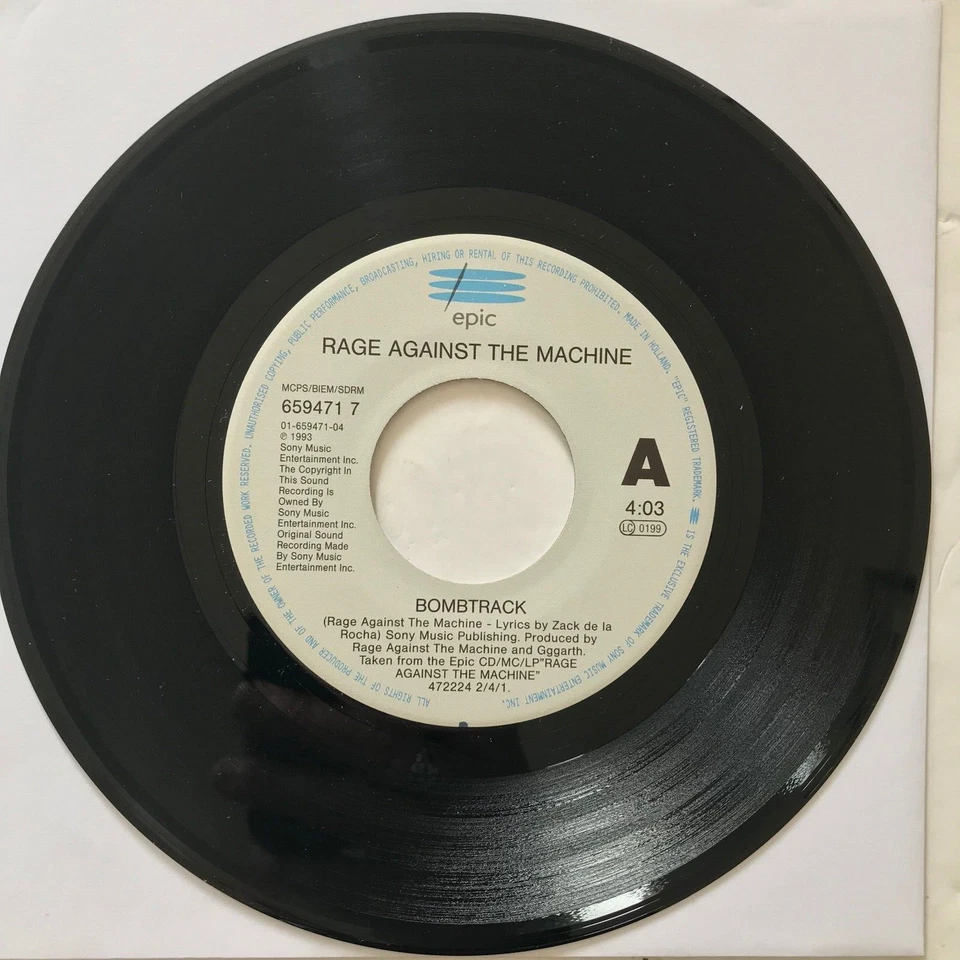 epic
RAGE AGAINST THE MACHINE
MCPS/BIEM/SDRM
659471 7
01-659471-04
℗ 1993
Sony Music
Entertainment Inc.
The Copyright In
This Sound
Recording Is
Owned By
Sony Music
Entertainment Inc.
Original Sound
Recording Made
By Sony Music
Entertainment Inc.
A
4:03
LC 0199
BOMBTRACK
(Rage Against The Machine - Lyrics by Zack de la
Rocha) Sony Music Publishing. Produced by
Rage Against The Machine and Gggarth.
Taken from the Epic CD/MC/LP"RAGE
AGAINST THE MACHINE"
472224 2/4/1.
ALL RIGHTS OF THE PRODUCER AND OF THE OWNER OF THE RECORDED WORK RESERVED. UNAUTHORISED COPYING, PUBLIC PERFORMANCE, BROADCASTING, HIRING OR RENTAL OF THIS RECORDING PROHIBITED. MADE IN HOLLAND. "EPIC" REGISTERED TRADEMARK. IS THE EXCLUSIVE TRADEMARK OF SONY MUSIC ENTERTAINMENT INC.